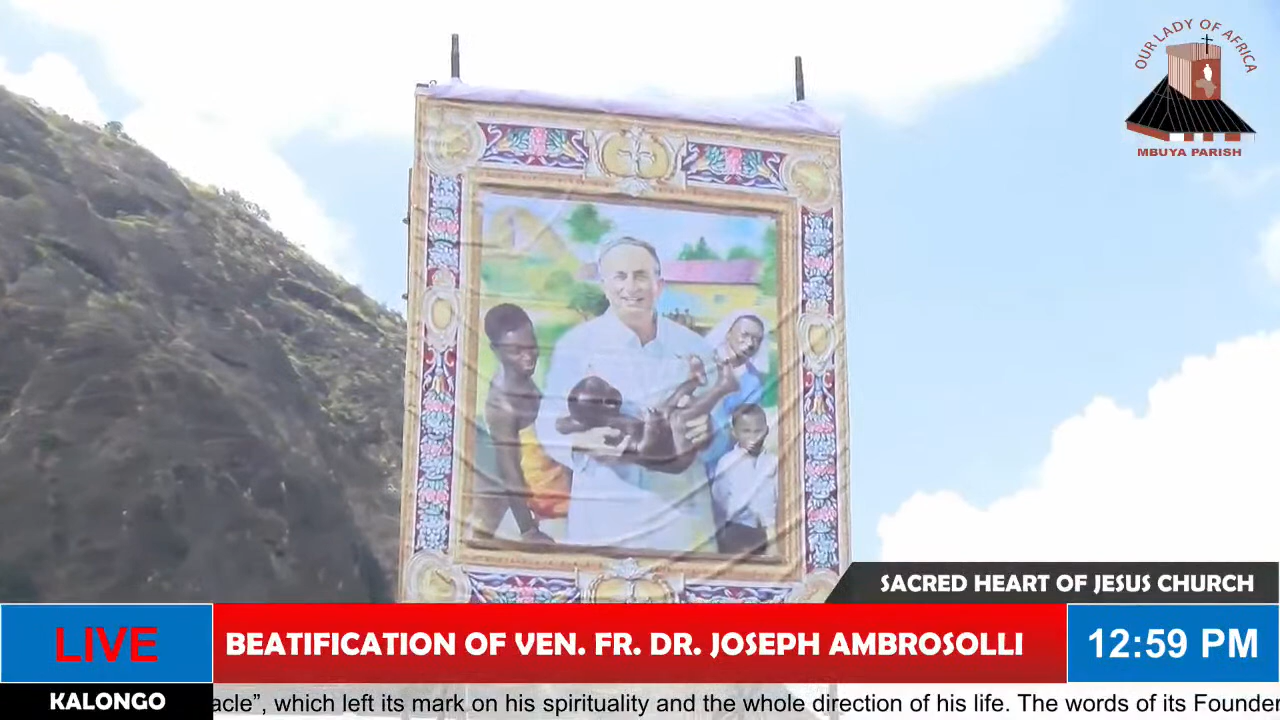 OUR LADY OF AFRICA
MBUYA PARISH
SACRED HEART OF JESUS CHURCH
LIVE
BEATIFICATION OF VEN. FR. DR. JOSEPH AMBROSOLLI
12:59 PM
KALONGO
acle”, which left its mark on his spirituality and the whole direction of his life. The words of its Founder